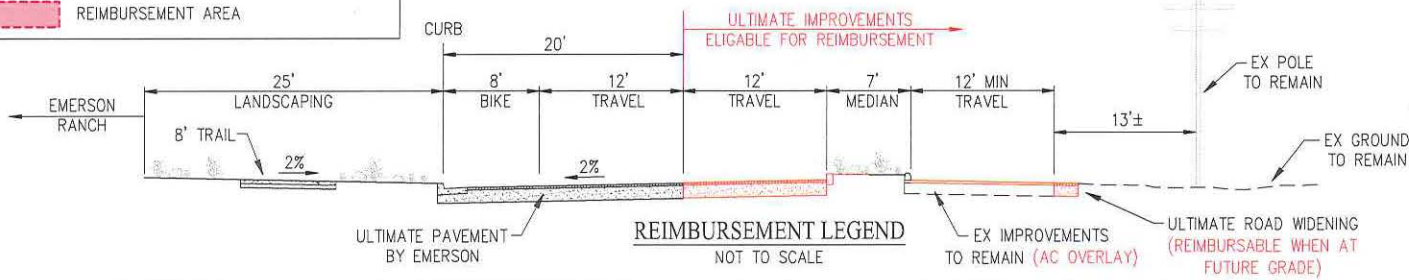 REIMBURSEMENT AREA
CURB
ULTIMATE IMPROVEMENTS
ELIGABLE FOR REIMBURSEMENT
20'
25'
LANDSCAPING
8'
BIKE
12'
TRAVEL
12'
TRAVEL
7'
MEDIAN
12' MIN
TRAVEL
EX POLE
TO REMAIN
EMERSON
RANCH
8' TRAIL
2%
2%
13'±
EX GROUND
TO REMAIN
ULTIMATE PAVEMENT
BY EMERSON
REIMBURSEMENT LEGEND
NOT TO SCALE
EX IMPROVEMENTS
TO REMAIN (AC OVERLAY)
ULTIMATE ROAD WIDENING
(REIMBURSABLE WHEN AT
FUTURE GRADE)